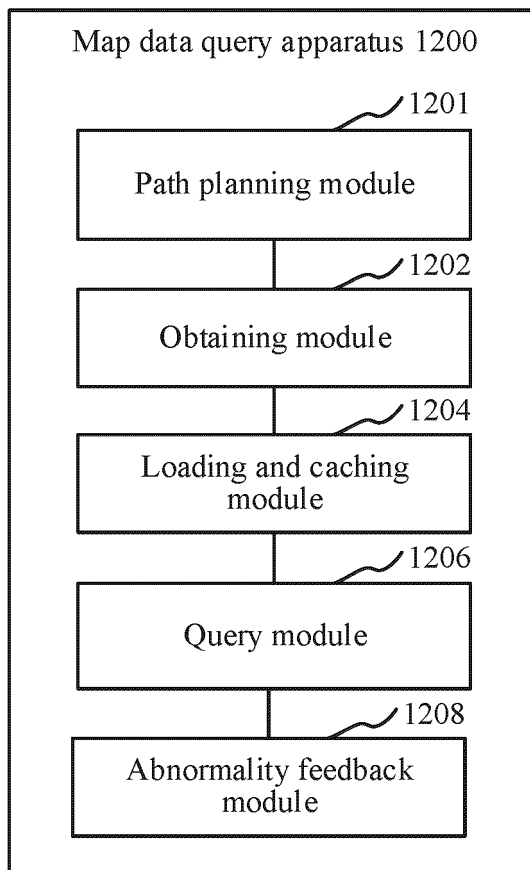 Map data query apparatus 1200
1201
Path planning module
1202
Obtaining module
1204
Loading and caching
module
1206
Query module
1208
Abnormality feedback
module